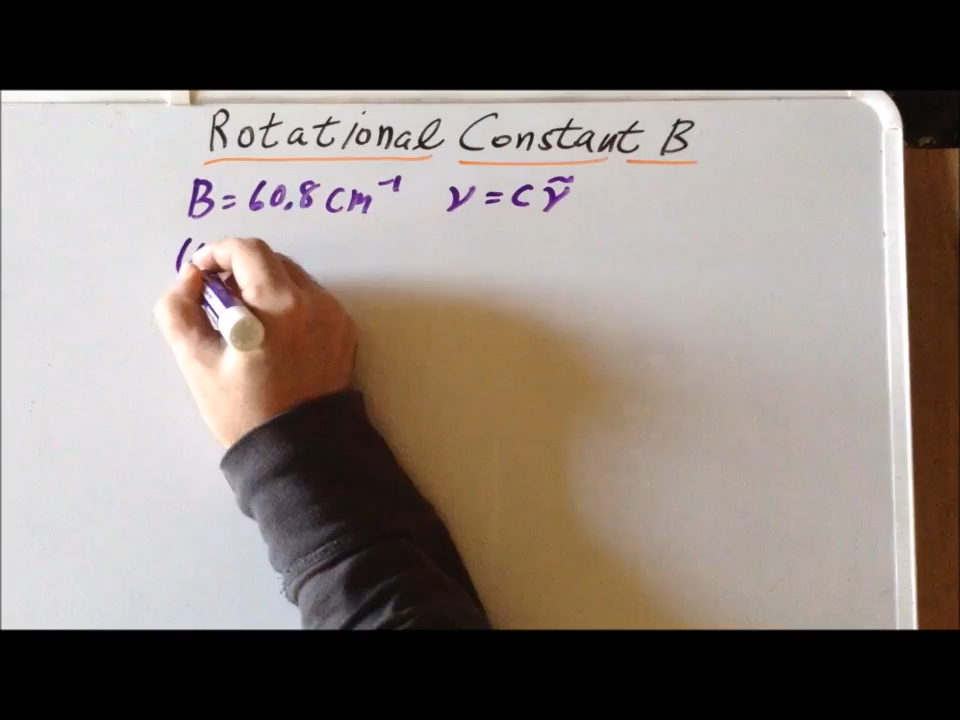 Rotational Constant B
B = 60.8 cm⁻¹ ν = c ν̃
(